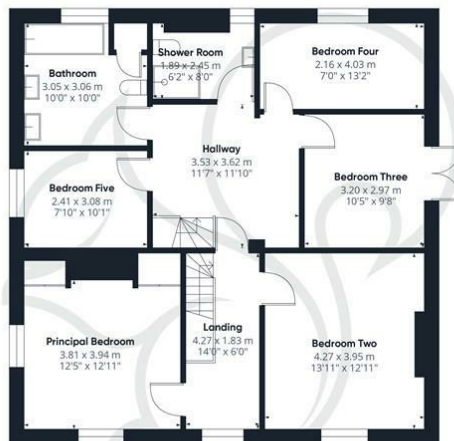 Shower Room
1.89 x 2.45 m
6'2" x 8'0"
Bedroom Four
2.16 x 4.03 m
7'0" x 13'2"
Bathroom
3.05 x 3.06 m
10'0" x 10'0"
Hallway
3.53 x 3.62 m
11'7" x 11'10"
Bedroom Three
3.20 x 2.97 m
10'5" x 9'8"
Bedroom Five
2.41 x 3.08 m
7'10" x 10'1"
Principal Bedroom
3.81 x 3.94 m
12'5" x 12'11"
Landing
4.27 x 1.83 m
14'0" x 6'0"
Bedroom Two
4.27 x 3.95 m
13'11" x 12'11"